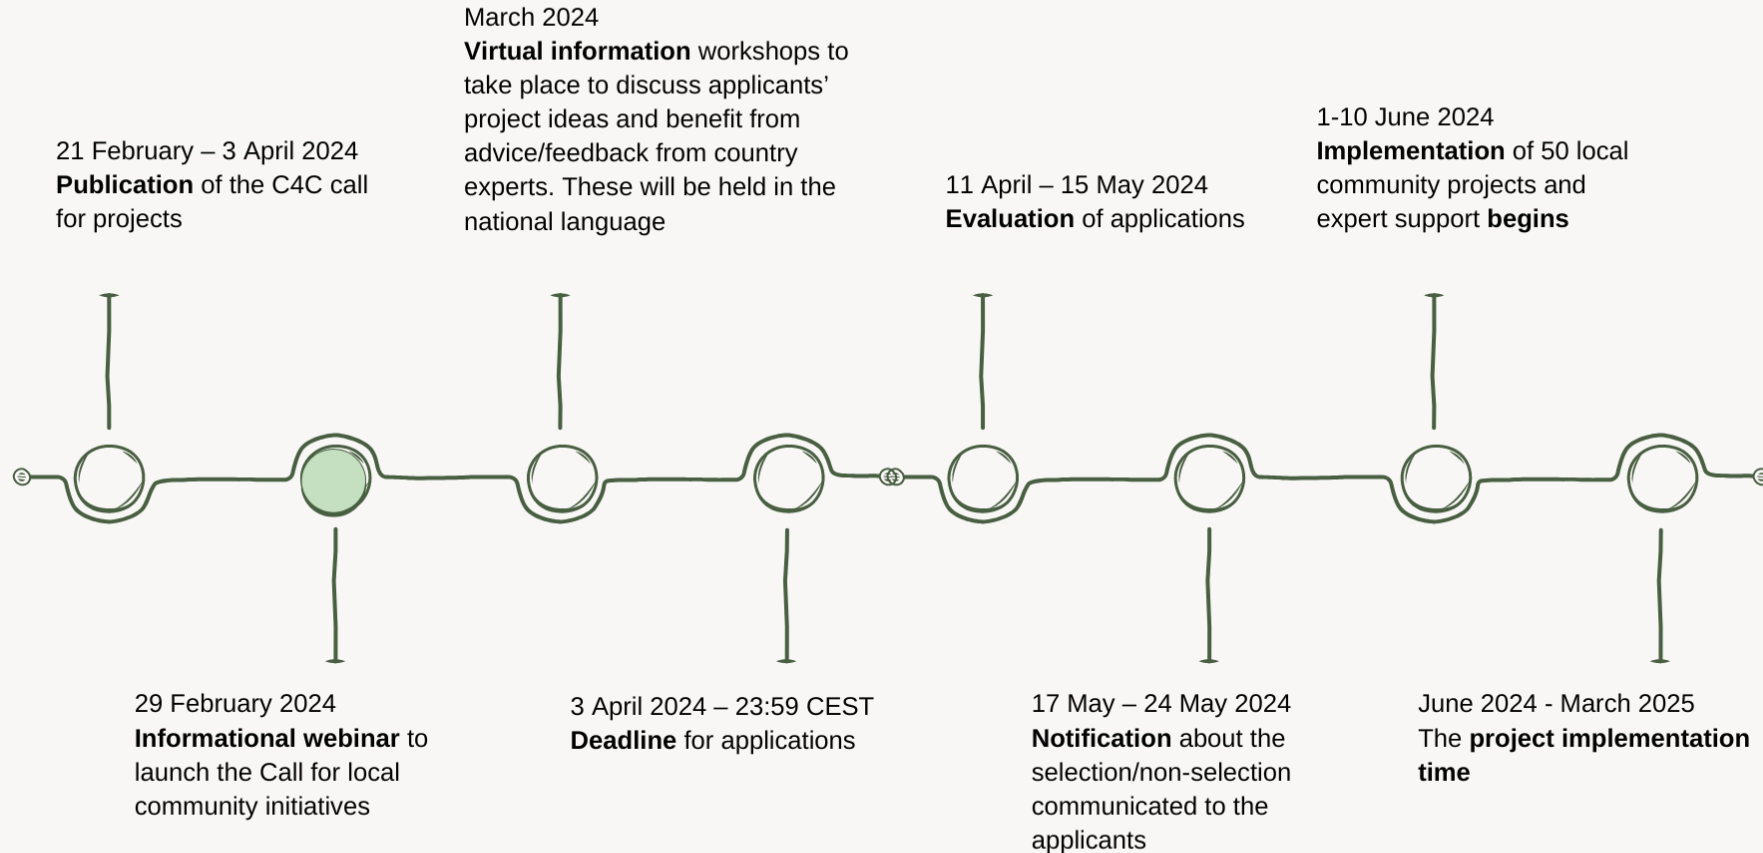 21 February – 3 April 2024
Publication of the C4C call
for projects
29 February 2024
Informational webinar to
launch the Call for local
community initiatives
March 2024
Virtual information workshops to
take place to discuss applicants’
project ideas and benefit from
advice/feedback from country
experts. These will be held in the
national language
3 April 2024 – 23:59 CEST
Deadline for applications
11 April – 15 May 2024
Evaluation of applications
17 May – 24 May 2024
Notification about the
selection/non-selection
communicated to the
applicants
1-10 June 2024
Implementation of 50 local
community projects and
expert support begins
June 2024 - March 2025
The project implementation
time